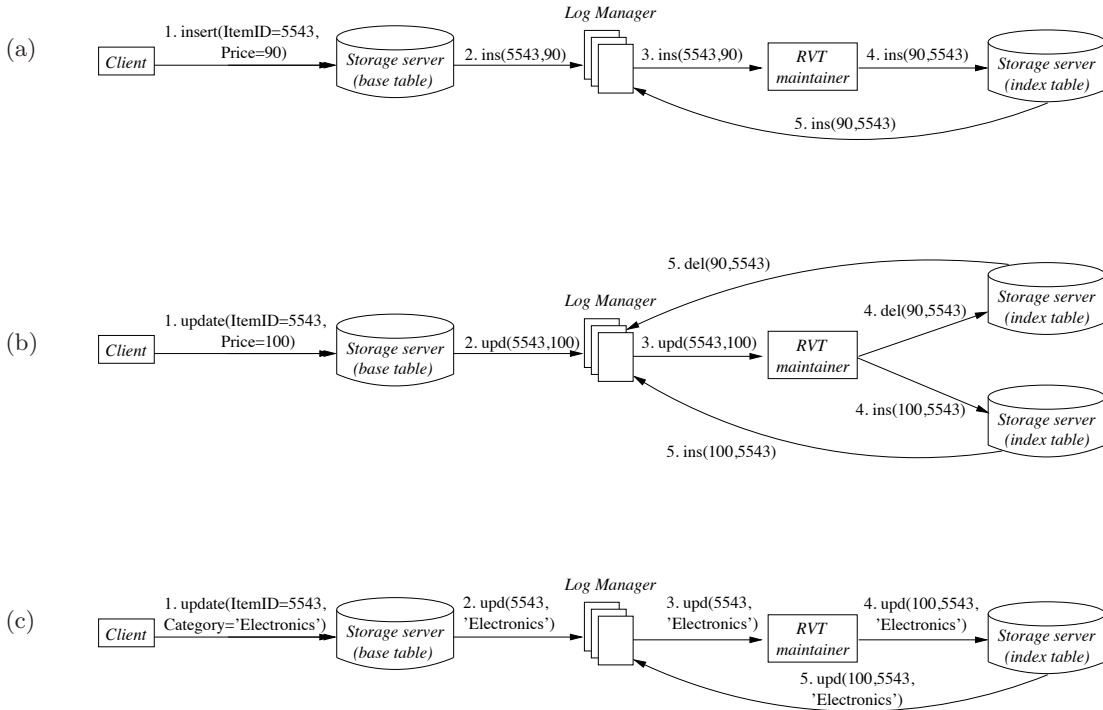 (a)
Client
1. insert(ItemID=5543,
Price=90)
Storage server
(base table)
2. ins(5543,90)
Log Manager
3. ins(5543,90)
RVT
maintainer
4. ins(90,5543)
Storage server
(index table)
5. ins(90,5543)
(b)
Client
1. update(ItemID=5543,
Price=100)
Storage server
(base table)
2. upd(5543,100)
Log Manager
3. upd(5543,100)
RVT
maintainer
4. del(90,5543)
Storage server
(index table)
5. del(90,5543)
4. ins(100,5543)
Storage server
(index table)
5. ins(100,5543)
(c)
Client
1. update(ItemID=5543,
Category='Electronics')
Storage server
(base table)
2. upd(5543,
'Electronics')
Log Manager
3. upd(5543,
'Electronics')
RVT
maintainer
4. upd(100,5543,
'Electronics')
Storage server
(index table)
5. upd(100,5543,
'Electronics')